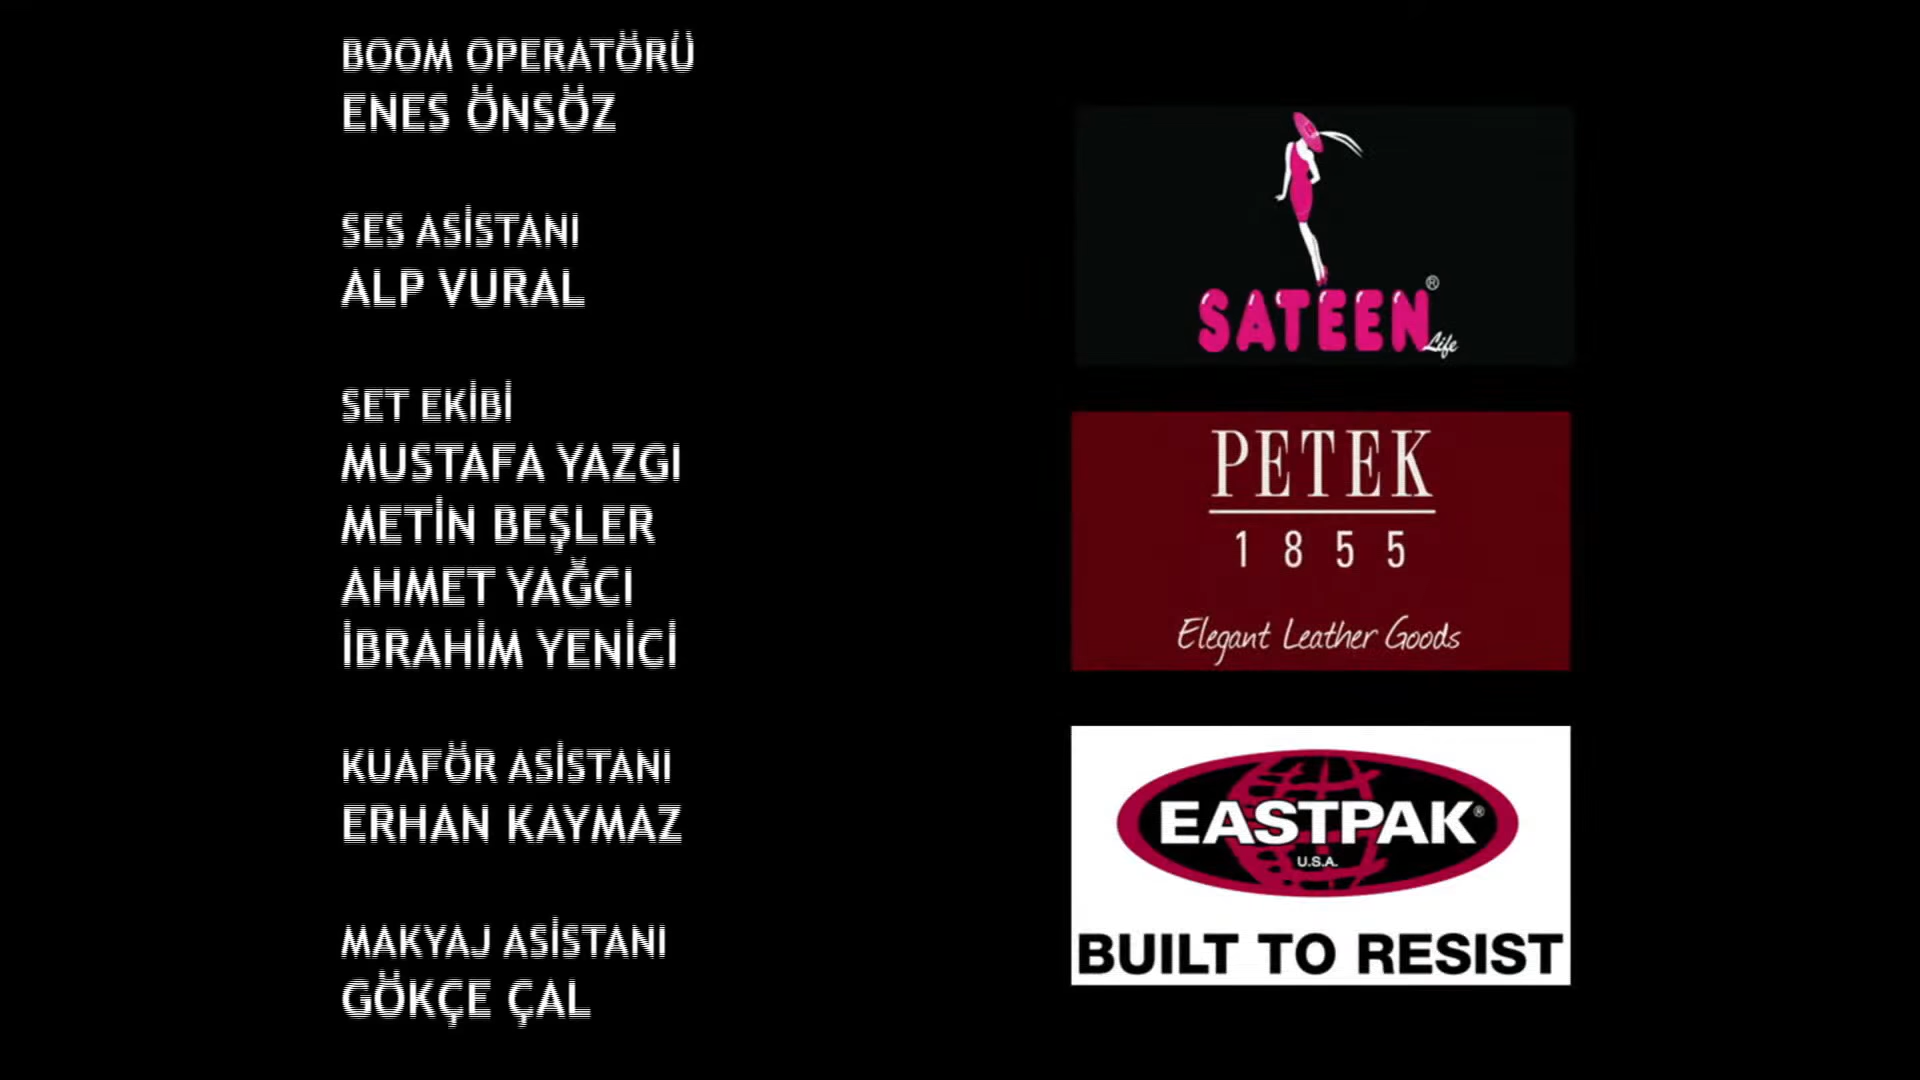 BOOM OPERATÖRÜ
ENES ÖNSÖZ
SES ASİSTANI
ALP VURAL
SET EKİBİ
MUSTAFA YAZGI
METİN BEŞLER
AHMET YAĞCI
İBRAHİM YENİCİ
KUAFÖR ASİSTANI
ERHAN KAYMAZ
MAKYAJ ASİSTANI
GÖKÇE ÇAL
SATEEN®
Life
PETEK
1855
Elegant Leather Goods
EASTPAK®
U.S.A.
BUILT TO RESIST